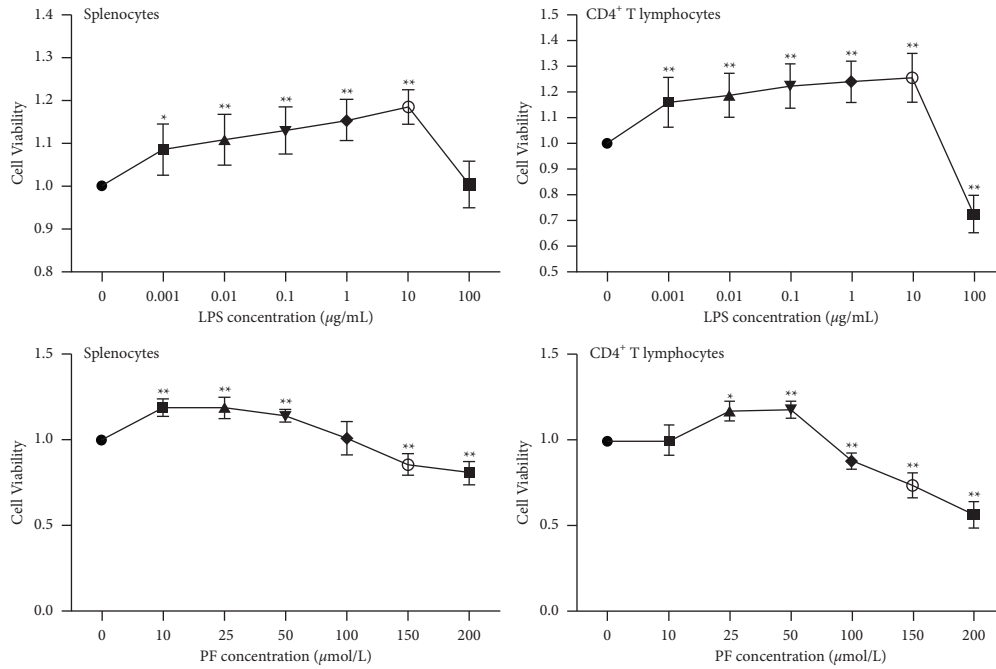 Splenocytes
1.4
1.3
1.2
1.1
1.0
0.9
0.8
Cell Viability
*
**
**
**
**
0 0.001 0.01 0.1 1 10 100
LPS concentration (μg/mL)
CD4⁺ T lymphocytes
1.5
1.4
1.3
1.2
1.1
1.0
0.9
0.8
0.7
0.6
0.5
Cell Viability
**
**
**
**
**
**
0 0.001 0.01 0.1 1 10 100
LPS concentration (μg/mL)
Splenocytes
1.5
1.0
0.5
0.0
Cell Viability
**
**
**
**
**
0 10 25 50 100 150 200
PF concentration (μmol/L)
CD4⁺ T lymphocytes
1.5
1.0
0.5
0.0
Cell Viability
*
**
**
**
**
0 10 25 50 100 150 200
PF concentration (μmol/L)